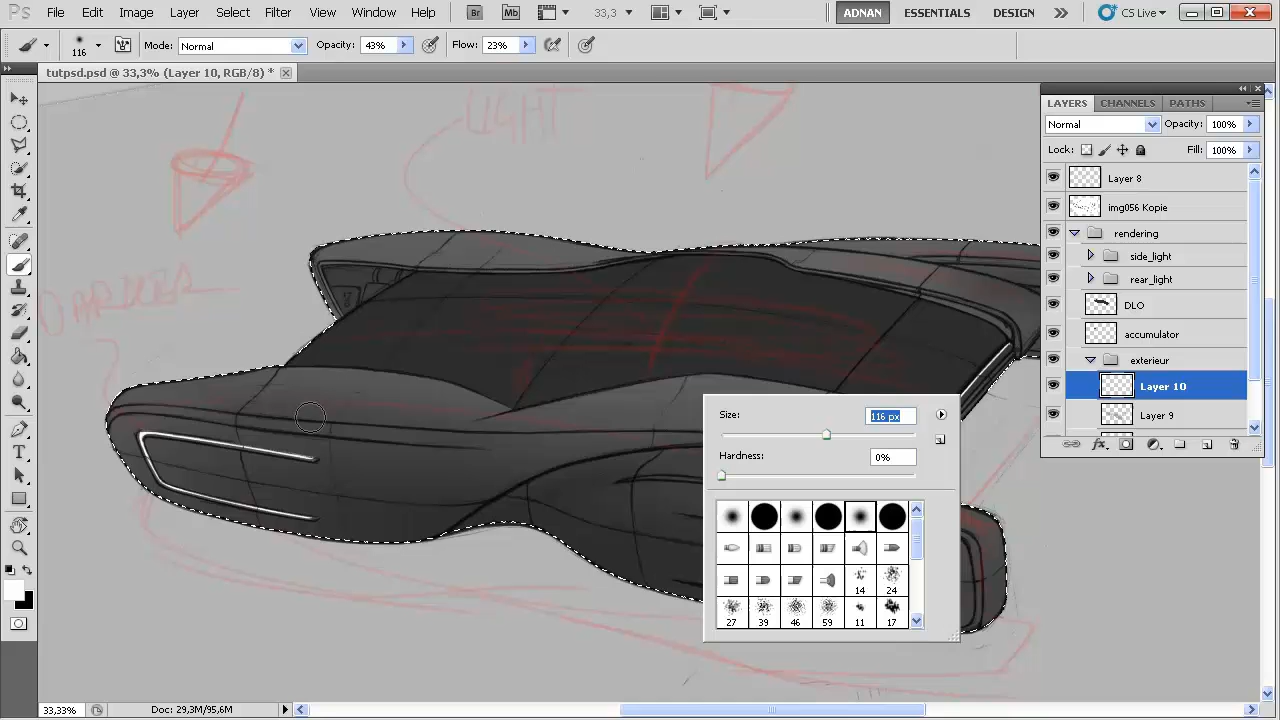 PS File Edit Image Layer Select Filter View Window Help Br Mb 33,3 ADNAN ESSENTIALS DESIGN CS Live
116 Mode: Normal Opacity: 43% Flow: 23%
tutpsd.psd @ 33,3% (Layer 10, RGB/8) *
LIGHT
DARKER
LAYERS CHANNELS PATHS
Normal Opacity: 100%
Lock: Fill: 100%
Layer 8
img056 Kopie
rendering
side_light
rear_light
DLO
accumulator
exterieur
Layer 10
Layer 9
Size: 116 px
Hardness: 0%
14 24
27 39 46 59 11 17
33,33% Doc: 29,3M/95,6M